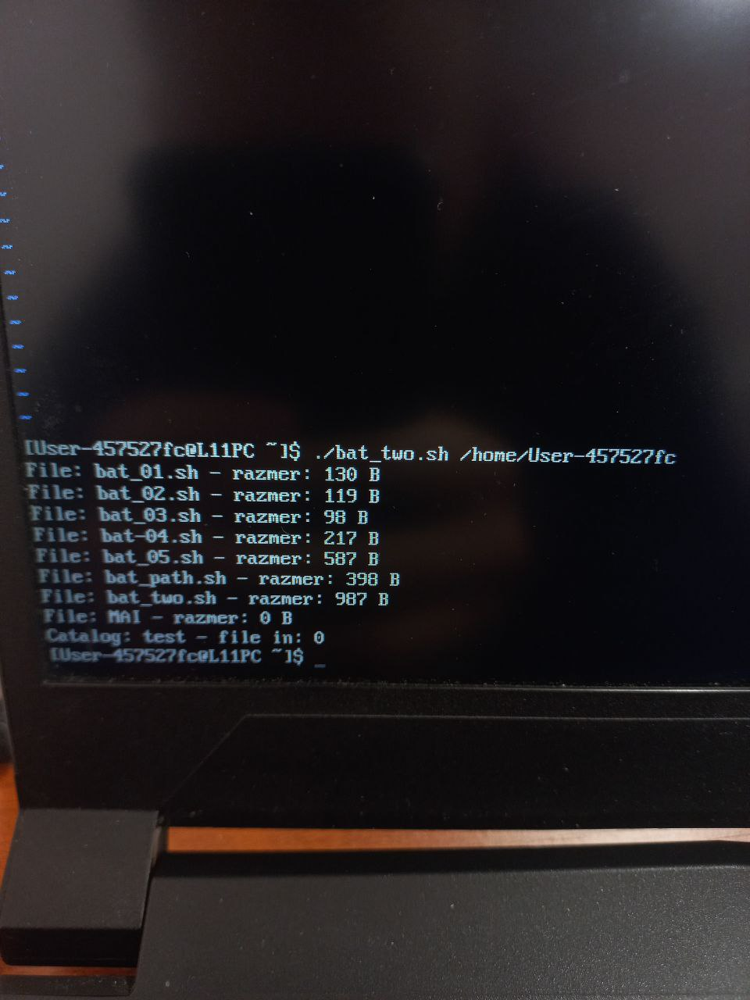 ~
~
~
~
~
~
~
~
~
~
~
[User-457527fc@L11PC ~]$ ./bat_two.sh /home/User-457527fc
File: bat_01.sh - razmer: 130 B
File: bat_02.sh - razmer: 119 B
File: bat_03.sh - razmer: 98 B
File: bat-04.sh - razmer: 217 B
File: bat_05.sh - razmer: 587 B
File: bat_path.sh - razmer: 398 B
File: bat_two.sh - razmer: 987 B
File: MAI - razmer: 0 B
Catalog: test - file in: 0
[User-457527fc@L11PC ~]$ _